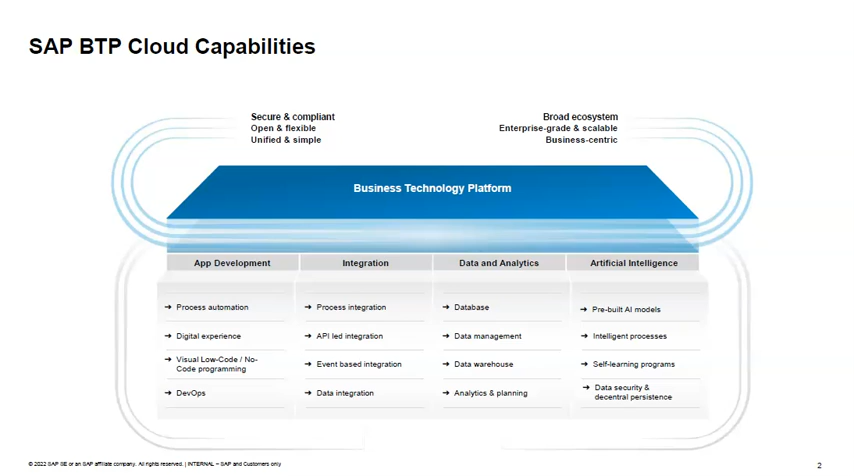 SAP BTP Cloud Capabilities
Secure & compliant
Open & flexible
Unified & simple
Broad ecosystem
Enterprise-grade & scalable
Business-centric
Business Technology Platform
App Development
Integration
Data and Analytics
Artificial Intelligence
➔ Process automation
➔ Digital experience
➔ Visual Low-Code / No-
Code programming
➔ DevOps
➔ Process integration
➔ API led integration
➔ Event based integration
➔ Data integration
➔ Database
➔ Data management
➔ Data warehouse
➔ Analytics & planning
➔ Pre-built AI models
➔ Intelligent processes
➔ Self-learning programs
➔ Data security &
decentral persistence
© 2022 SAP SE or an SAP affiliate company. All rights reserved. | INTERNAL – SAP and Customers only
2